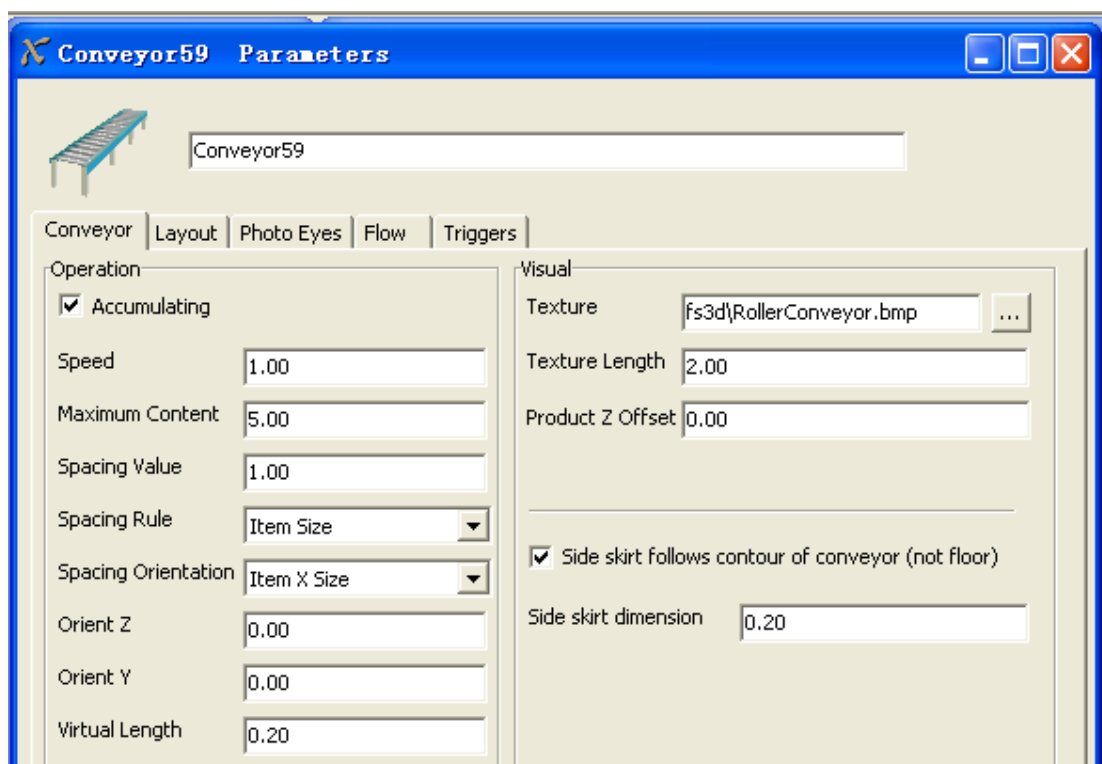 Conveyor59 Parameters
Conveyor59
Conveyor Layout Photo Eyes Flow Triggers
Operation
Accumulating
Speed 1.00
Maximum Content 5.00
Spacing Value 1.00
Spacing Rule Item Size
Spacing Orientation Item X Size
Orient Z 0.00
Orient Y 0.00
Virtual Length 0.20
Visual
Texture fs3d\RollerConveyor.bmp ...
Texture Length 2.00
Product Z Offset 0.00
Side skirt follows contour of conveyor (not floor)
Side skirt dimension 0.20